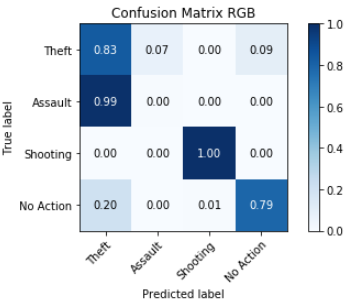 Confusion Matrix RGB
True label
Theft 0.83 0.07 0.00 0.09
Assault 0.99 0.00 0.00 0.00
Shooting 0.00 0.00 1.00 0.00
No Action 0.20 0.00 0.01 0.79
Theft Assault Shooting No Action
Predicted label
1.0
0.8
0.6
0.4
0.2
0.0